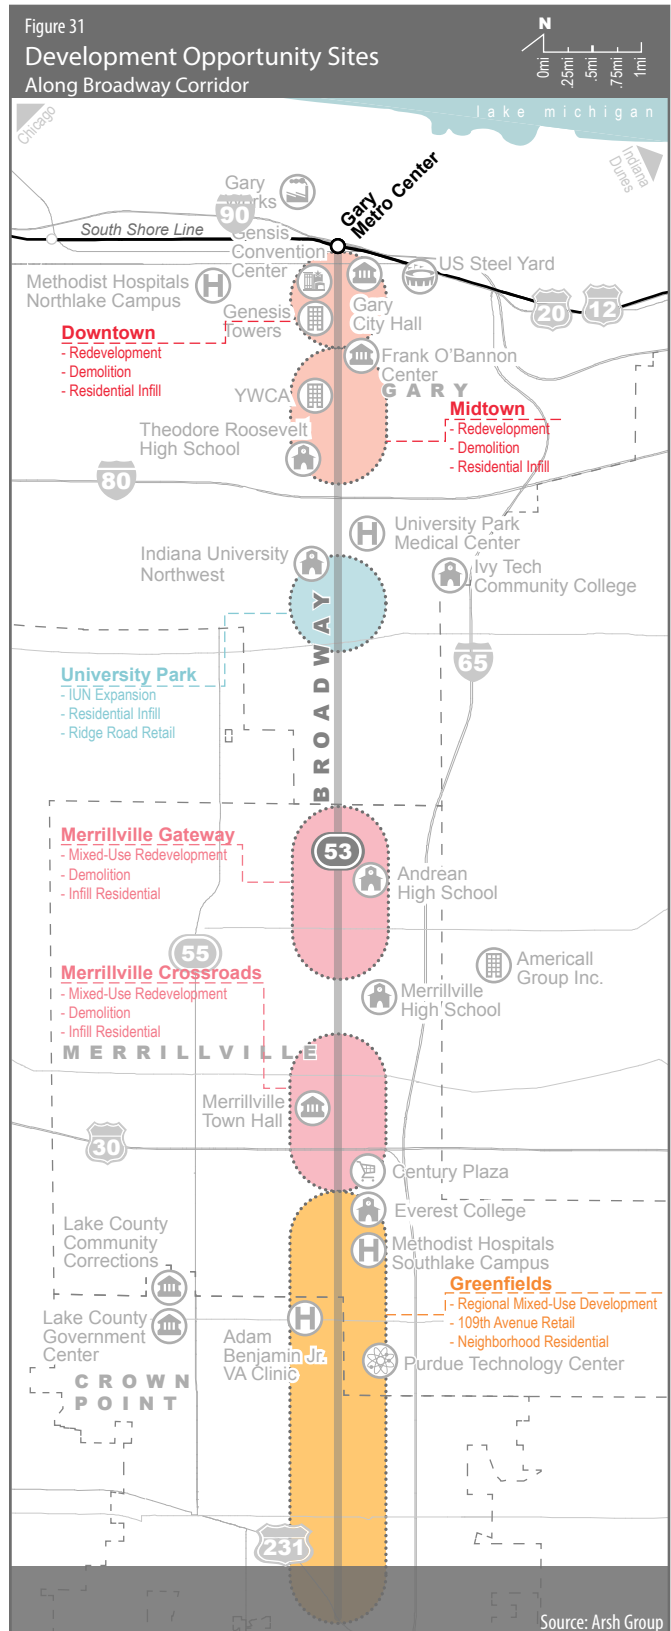 Figure 31
Development Opportunity Sites
Along Broadway Corridor
N
0mi
.25mi
.5mi
.75mi
1mi
lake michigan
Chicago
Indiana
Dunes
Gary
Works
90
Gary
Metro Center
South Shore Line
Gensis
Convention
Center
US Steel Yard
Methodist Hospitals
Northlake Campus
H
Genesis
Towers
Gary
City Hall
20
12
Downtown
- Redevelopment
- Demolition
- Residential Infill
Frank O'Bannon
Center
GARY
YWCA
Midtown
- Redevelopment
- Demolition
- Residential Infill
Theodore Roosevelt
High School
80
H
University Park
Medical Center
Indiana University
Northwest
Ivy Tech
Community College
BROADWAY
65
University Park
- IUN Expansion
- Residential Infill
- Ridge Road Retail
Merrillville Gateway
- Mixed-Use Redevelopment
- Demolition
- Infill Residential
53
Andrean
High School
55
Americall
Group Inc.
Merrillville Crossroads
- Mixed-Use Redevelopment
- Demolition
- Infill Residential
Merrillville
High School
MERRILLVILLE
Merrillville
Town Hall
30
Century Plaza
Everest College
Lake County
Community
Corrections
H
Methodist Hospitals
Southlake Campus
Greenfields
- Regional Mixed-Use Development
- 109th Avenue Retail
- Neighborhood Residential
Lake County
Government
Center
H
Adam
Benjamin Jr.
VA Clinic
Purdue Technology Center
CROWN
POINT
231
Source: Arsh Group